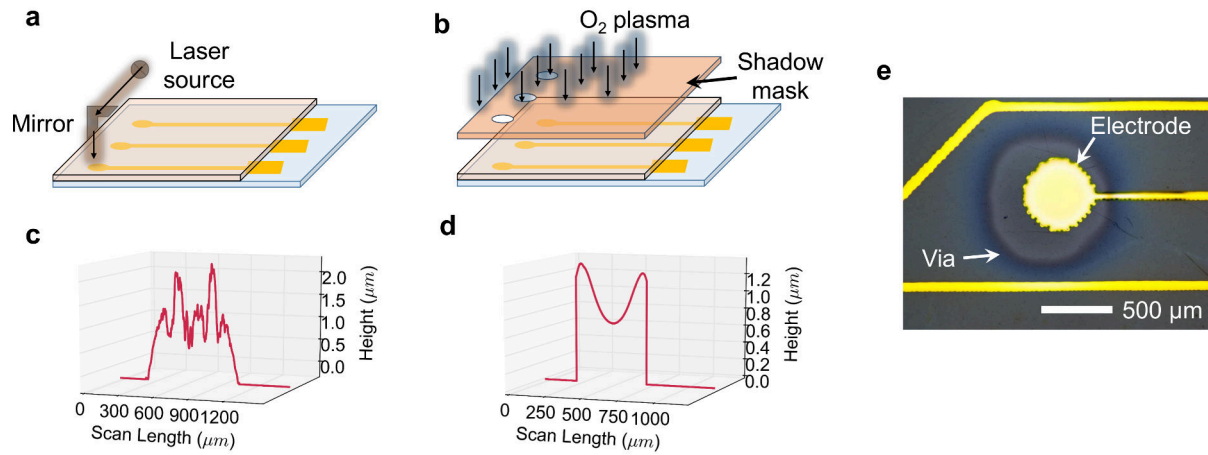 a
Laser
source
Mirror
b
O₂ plasma
Shadow
mask
c
2.0
1.5
1.0
0.5
0.0
Height (μm)
0 300 600 900 1200
Scan Length (μm)
d
1.2
1.0
0.8
0.6
0.4
0.2
0.0
Height (μm)
0 250 500 750 1000
Scan Length (μm)
e
Electrode
Via
500 μm